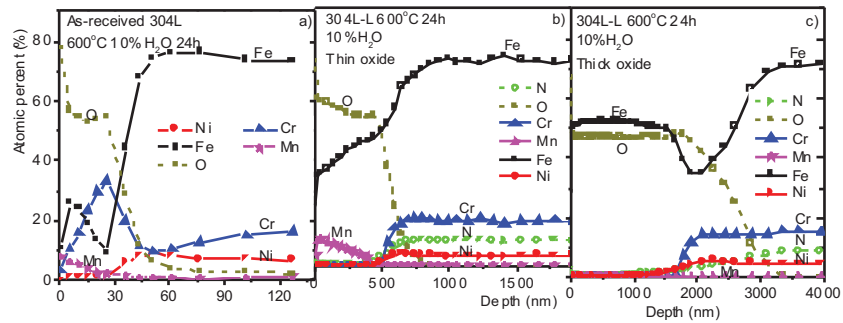 Atomic percent (%)
80
60
40
20
0
As-received 304L
600°C 10%H₂O 24h
a)
Fe
O
Ni
Fe
O
Cr
Mn
Cr
Mn
Ni
0
30
60
90
120
304L-L 600°C 24h
b)
10%H₂O
Thin oxide
Fe
O
N
O
Cr
Mn
Fe
Ni
Cr
N
Mn
Ni
0
500
1000
1500
Depth (nm)
304L-L 600°C 24h
c)
10%H₂O
Thick oxide
Fe
Fe
O
N
O
Cr
Mn
Fe
Ni
Cr
N
Ni
Mn
0
1000
2000
3000
4000
Depth (nm)